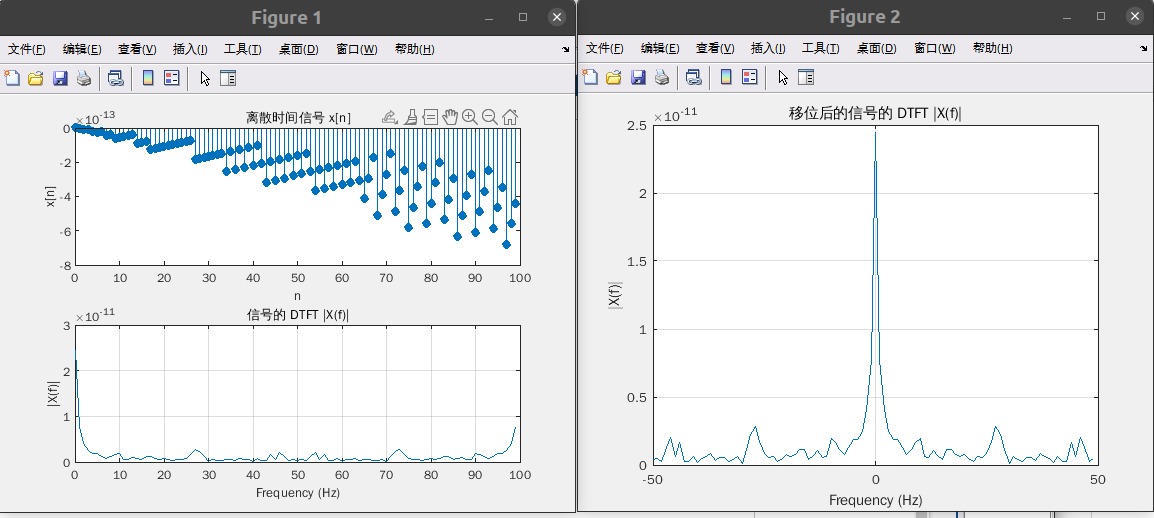 Figure 1
文件(F) 编辑(E) 查看(V) 插入(I) 工具(T) 桌面(D) 窗口(W) 帮助(H)
×10⁻¹³
离散时间信号 x[n]
0
-2
-4
-6
-8
x[n]
0 10 20 30 40 50 60 70 80 90 100
n
×10⁻¹¹
信号的 DTFT |X(f)|
3
2
1
0
|X(f)|
0 10 20 30 40 50 60 70 80 90 100
Frequency (Hz)
Figure 2
文件(F) 编辑(E) 查看(V) 插入(I) 工具(T) 桌面(D) 窗口(W) 帮助(H)
×10⁻¹¹
移位后的信号的 DTFT |X(f)|
2.5
2
1.5
1
0.5
0
|X(f)|
-50 0 50
Frequency (Hz)